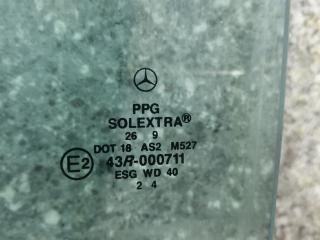 PPG
SOLEXTRA®
26 9
DOT 18 AS2 M527
E2 43R-000711
ESG WD 40
2 4